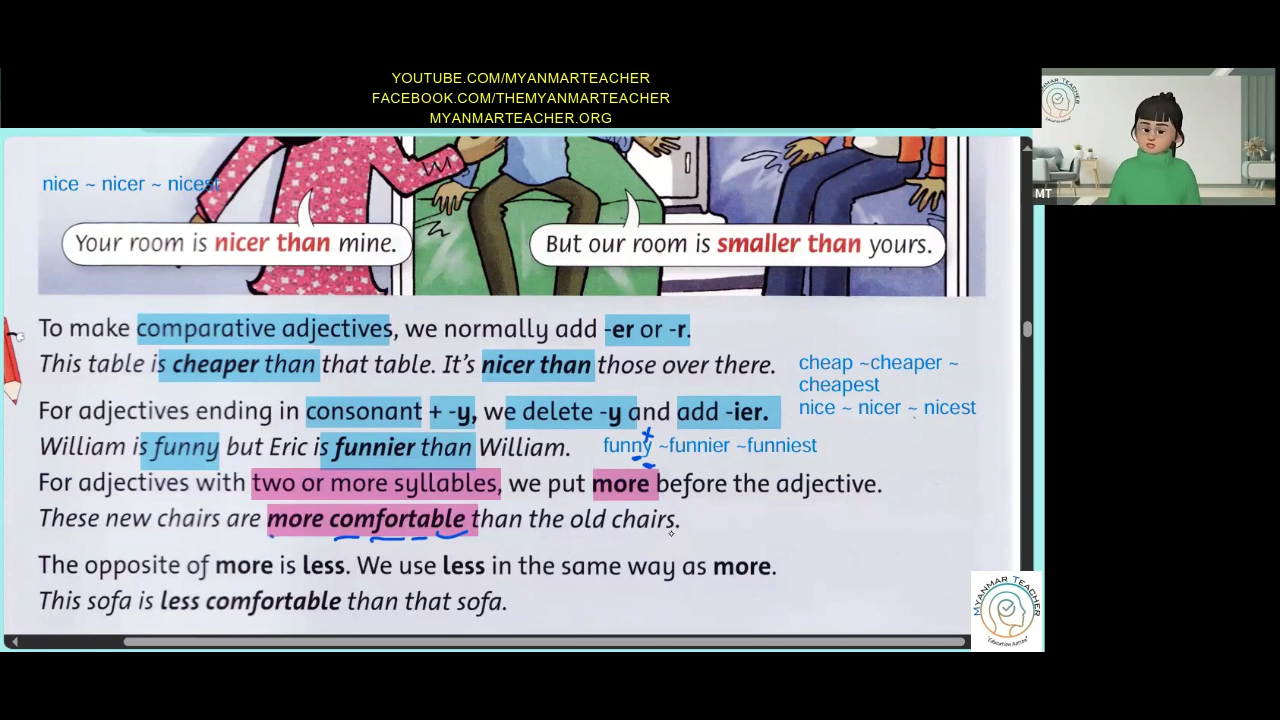 YOUTUBE.COM/MYANMARTEACHER
FACEBOOK.COM/THEMYANMARTEACHER
MYANMARTEACHER.ORG
MYANMAR TEACHER
MT
nice ~ nicer ~ nicest
Your room is nicer than mine.
But our room is smaller than yours.
To make comparative adjectives, we normally add -er or -r.
This table is cheaper than that table. It's nicer than those over there.
cheap ~cheaper ~
cheapest
nice ~ nicer ~ nicest
For adjectives ending in consonant + -y, we delete -y and add -ier.
William is funny but Eric is funnier than William.
funny ~funnier ~funniest
For adjectives with two or more syllables, we put more before the adjective.
These new chairs are more comfortable than the old chairs.
The opposite of more is less. We use less in the same way as more.
This sofa is less comfortable than that sofa.
MYANMAR TEACHER